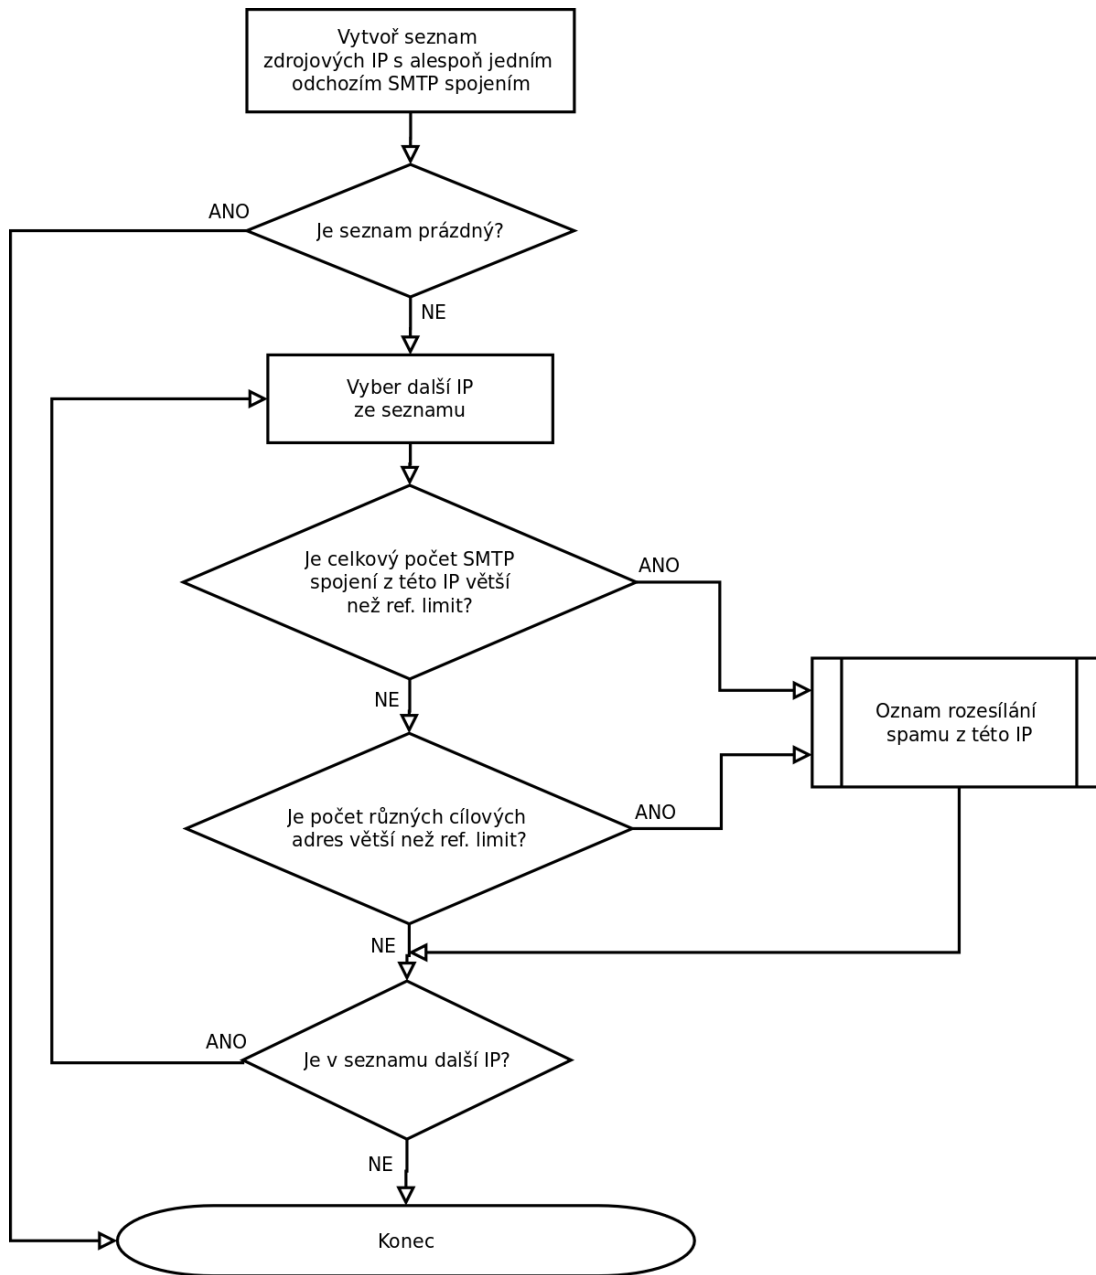 Vytvoř seznam
zdrojových IP s alespoň jedním
odchozím SMTP spojením
ANO
Je seznam prázdný?
NE
Vyber další IP
ze seznamu
Je celkový počet SMTP
spojení z této IP větší
než ref. limit?
ANO
NE
Oznam rozesílání
spamu z této IP
Je počet různých cílových
adres větší než ref. limit?
ANO
NE
ANO
Je v seznamu další IP?
NE
Konec